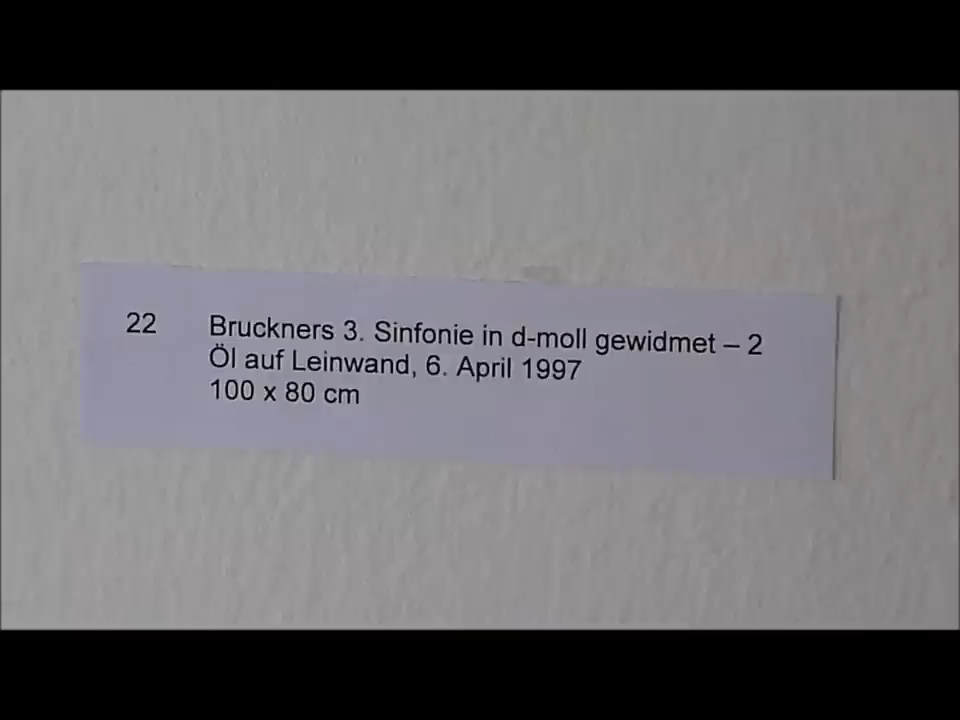 22 Bruckners 3. Sinfonie in d-moll gewidmet – 2
Öl auf Leinwand, 6. April 1997
100 x 80 cm